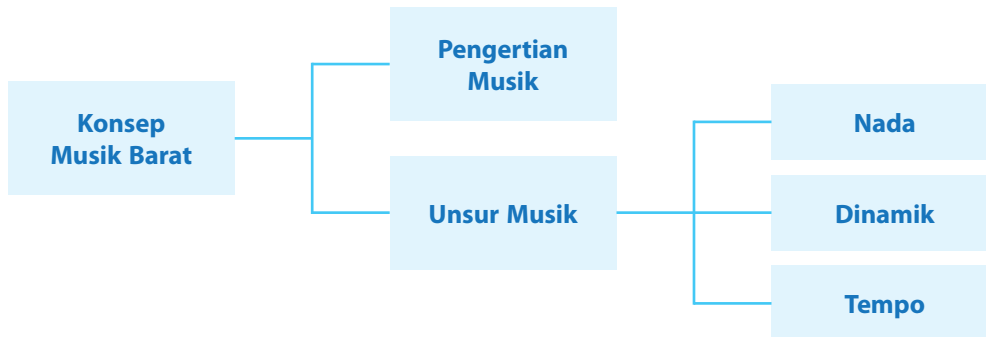 Konsep
Musik Barat
Pengertian
Musik
Unsur Musik
Nada
Dinamik
Tempo